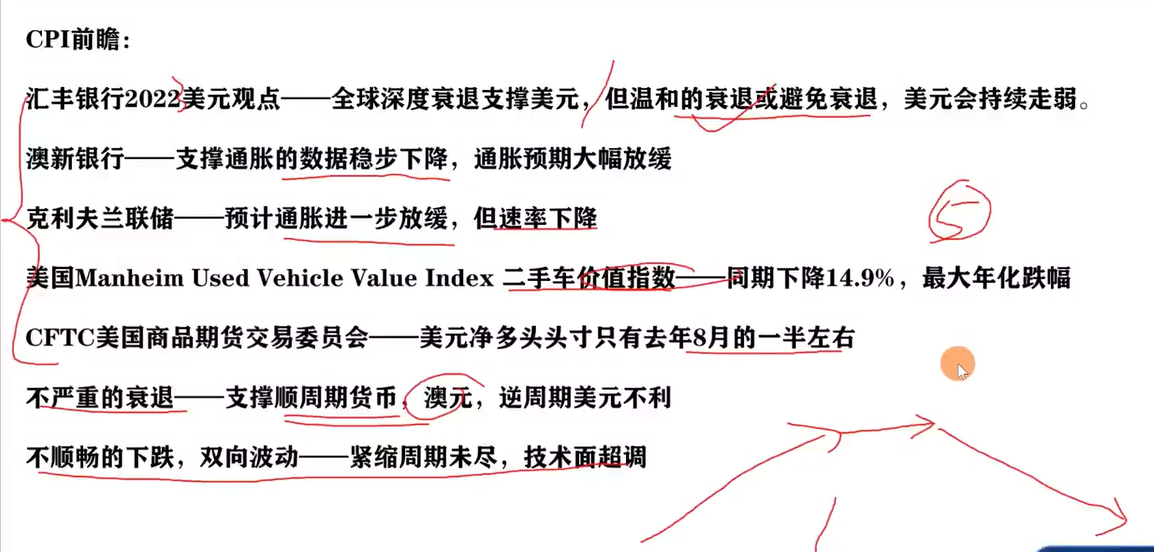 CPI前瞻：
汇丰银行2022美元观点——全球深度衰退支撑美元，但温和的衰退或避免衰退，美元会持续走弱。
澳新银行——支撑通胀的数据稳步下降，通胀预期大幅放缓
克利夫兰联储——预计通胀进一步放缓，但速率下降
5
美国Manheim Used Vehicle Value Index 二手车价值指数——同期下降14.9%，最大年化跌幅
CFTC美国商品期货交易委员会——美元净多头头寸只有去年8月的一半左右
不严重的衰退——支撑顺周期货币，澳元，逆周期美元不利
不顺畅的下跌，双向波动——紧缩周期未尽，技术面超调